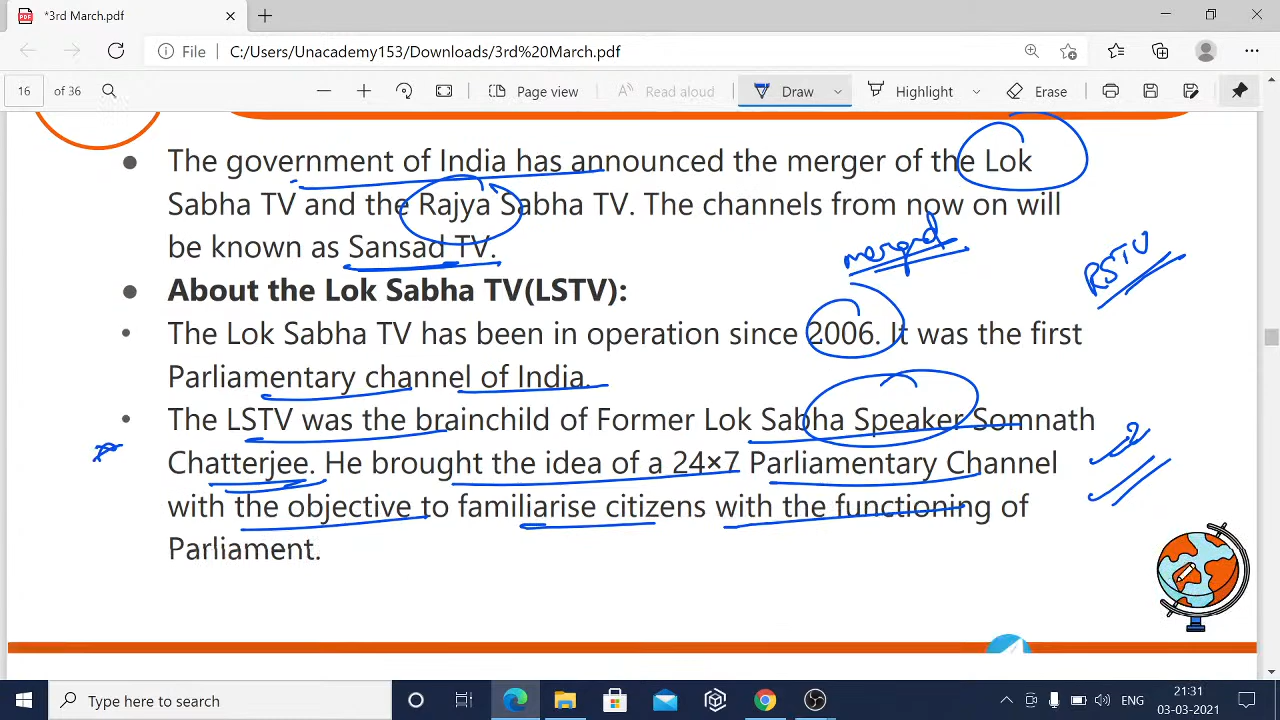 *3rd March.pdf
File C:/Users/Unacademy153/Downloads/3rd%20March.pdf
16 of 36 Page view Read aloud Draw Highlight Erase
● The government of India has announced the merger of the Lok
Sabha TV and the Rajya Sabha TV. The channels from now on will
be known as Sansad TV.
merged
RSTV
● About the Lok Sabha TV(LSTV):
• The Lok Sabha TV has been in operation since 2006. It was the first
Parliamentary channel of India.
• The LSTV was the brainchild of Former Lok Sabha Speaker Somnath
Chatterjee. He brought the idea of a 24×7 Parliamentary Channel
with the objective to familiarise citizens with the functioning of
Parliament.
Type here to search
ENG
21:31
03-03-2021